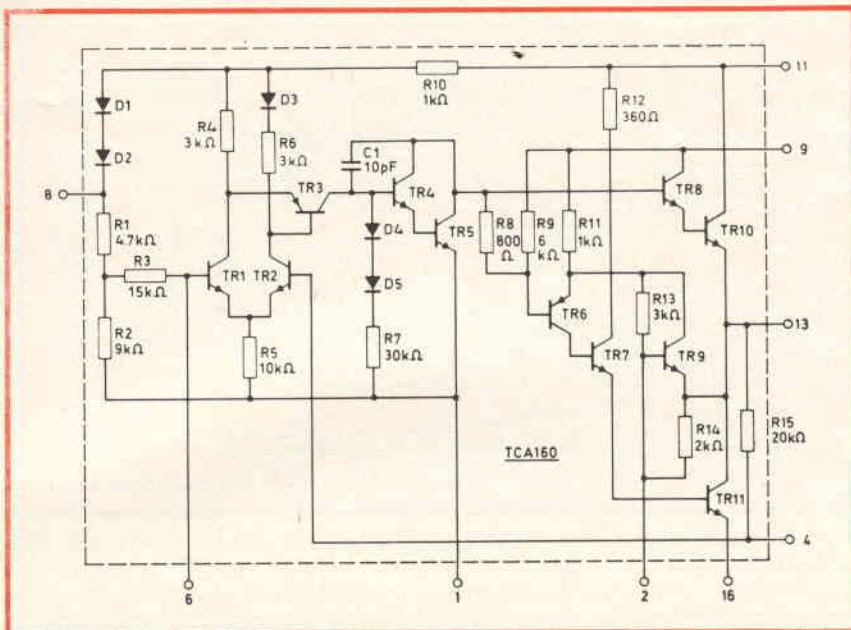 11
R10
1kΩ
D1
D3
R12
360Ω
R4
3kΩ
D2
R6
3kΩ
C1
10pF
9
8
TR3
TR4
TR8
R1
4.7kΩ
R8
800
Ω
R9
6
kΩ
R11
1kΩ
TR5
TR10
D4
R3
15kΩ
TR1
TR2
R13
3kΩ
D5
TR6
13
R2
9kΩ
R5
10kΩ
R7
30kΩ
TR7
TR9
R14
2kΩ
R15
20kΩ
TCA160
TR11
4
6
1
2
16